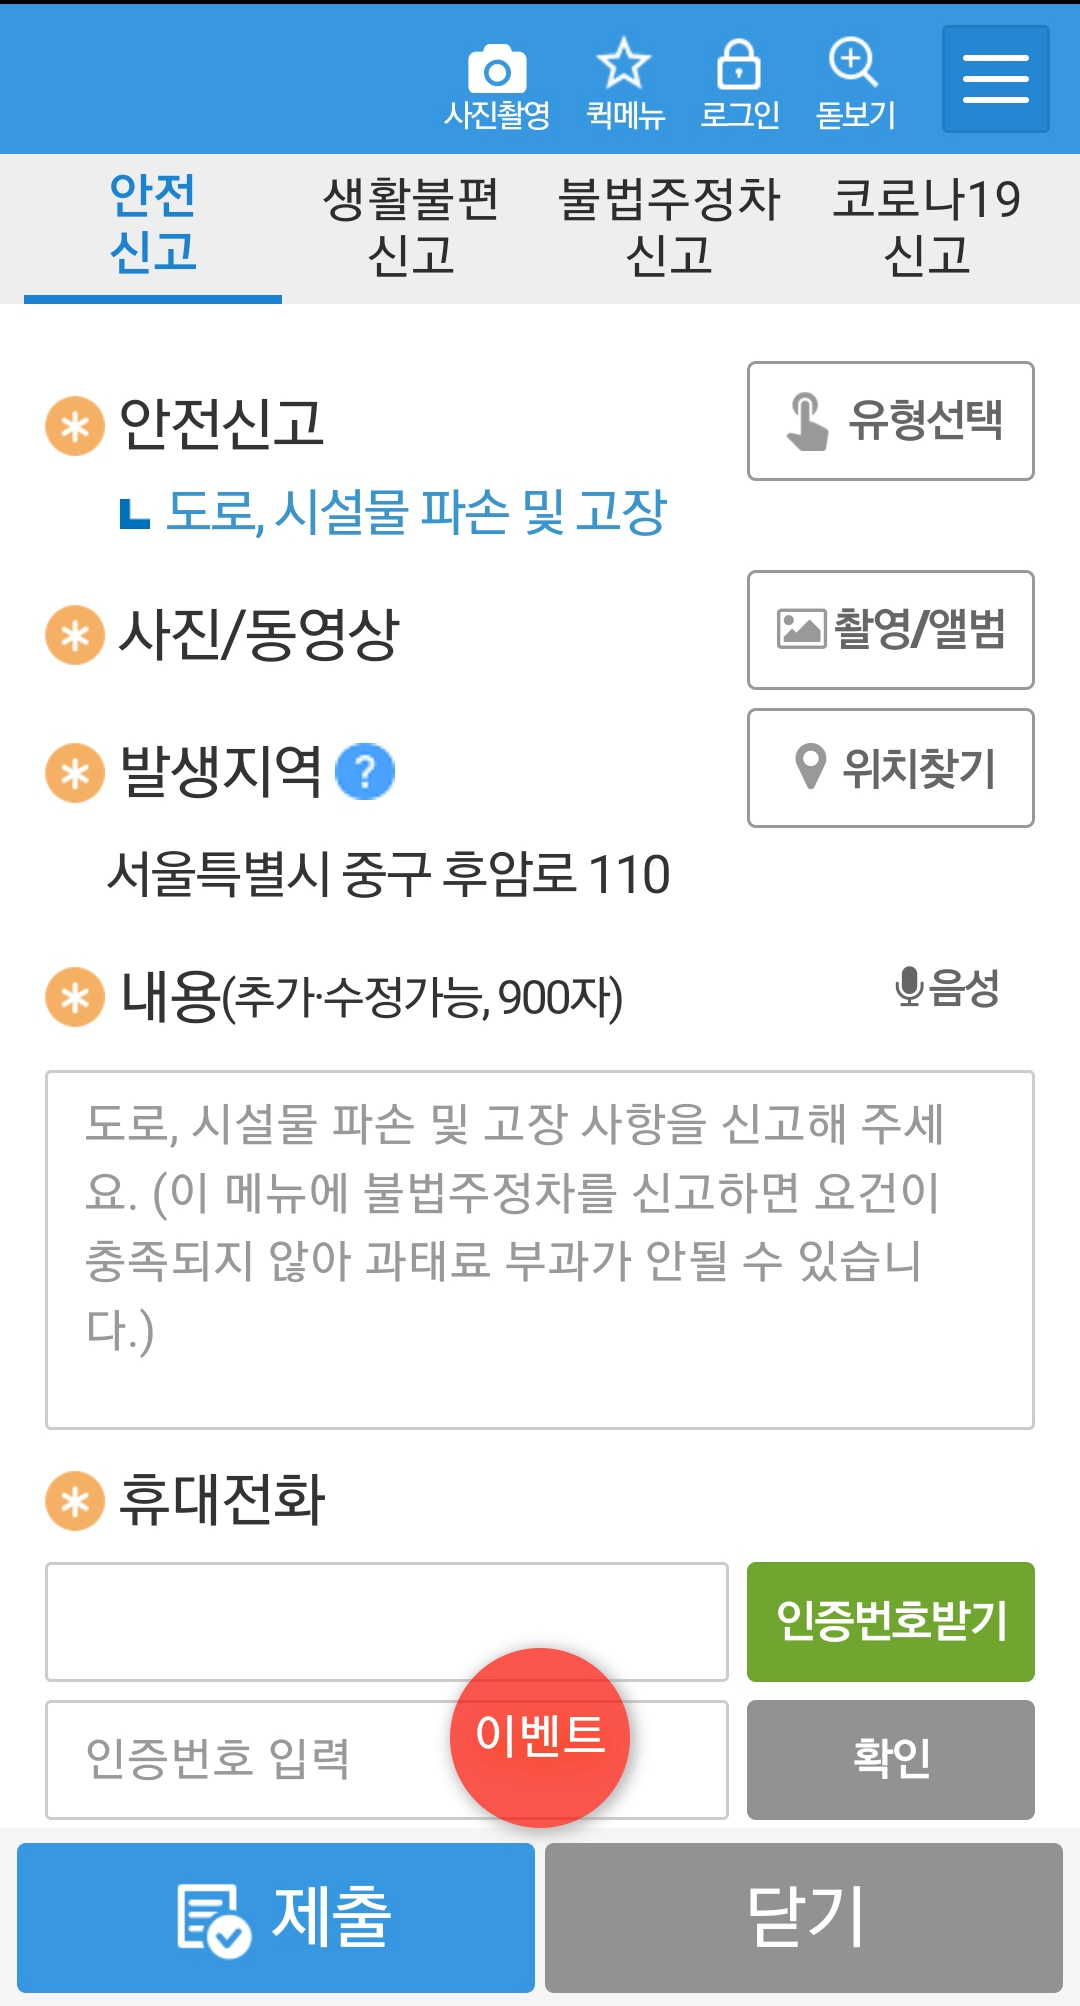 사진촬영 퀵메뉴 로그인 돋보기
안전 생활불편 불법주정차 코로나19
신고 신고 신고 신고
안전신고 유형선택
도로, 시설물 파손 및 고장
사진/동영상 촬영/앨범
발생지역 ? 위치찾기
서울특별시 중구 후암로 110
내용(추가·수정가능, 900자) 음성
도로, 시설물 파손 및 고장 사항을 신고해 주세
요. (이 메뉴에 불법주정차를 신고하면 요건이
충족되지 않아 과태료 부과가 안될 수 있습니
다.)
휴대전화
인증번호받기
이벤트
인증번호 입력 확인
제출 닫기